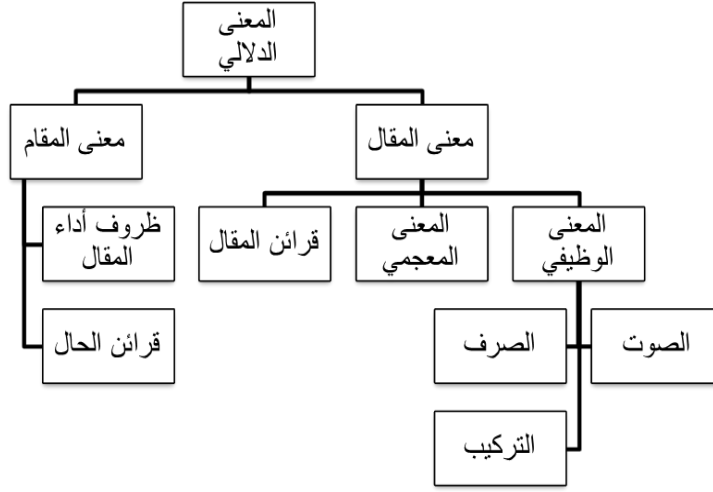 المعنى
الدلالي
معنى المقال
معنى المقام
المعنى
الوظيفي
المعنى
المعجمي
قرائن المقال
ظروف أداء
المقال
الصوت
الصرف
قرائن الحال
التركيب